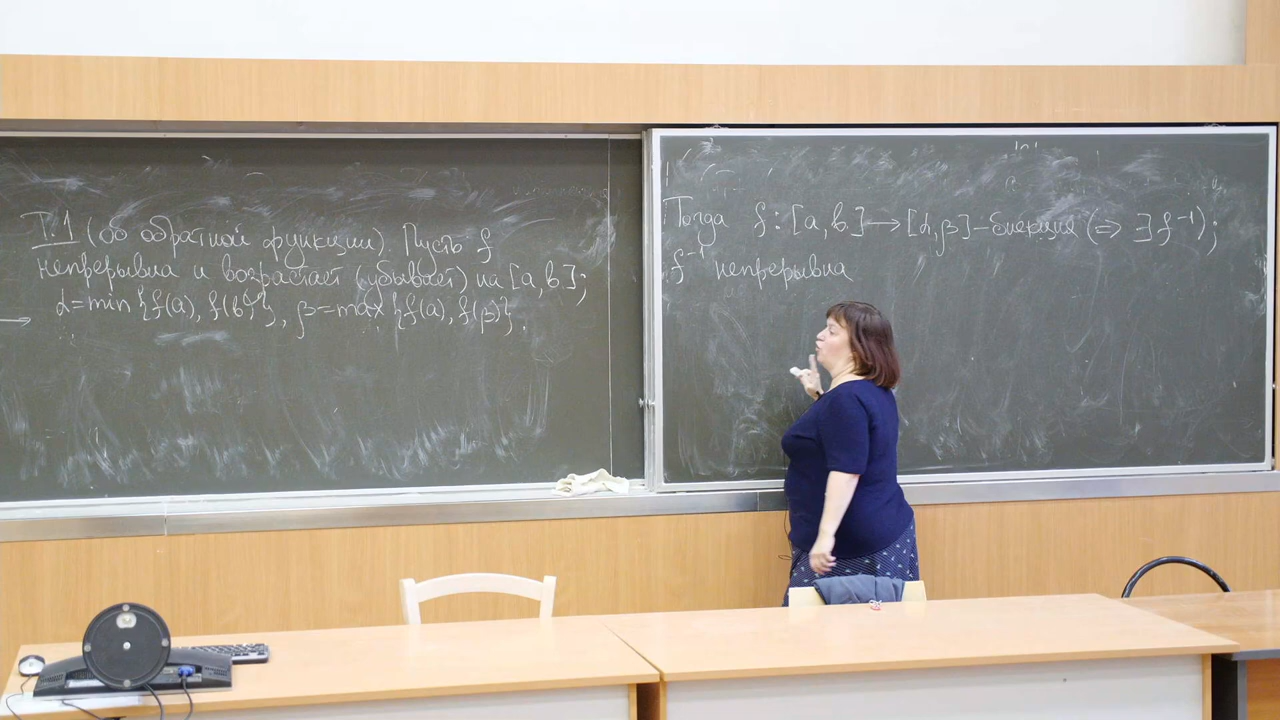 Т.1 (об обратной функции). Пусть f
непрерывна и возрастает (убывает) на [a,b];
α=min{f(a), f(b)}, β=max{f(a), f(β)}.
Тогда f:[a,b]→[α,β]–биекция (=> ∃ f⁻¹);
f⁻¹ непрерывна